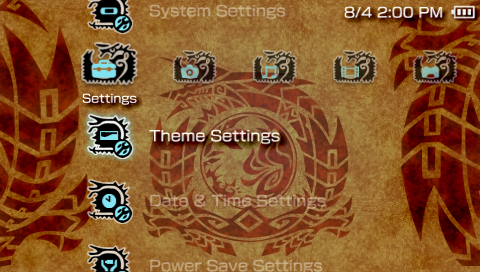 System Settings
8/4 2:00 PM
Settings
Theme Settings
Date & Time Settings
Power Save Settings